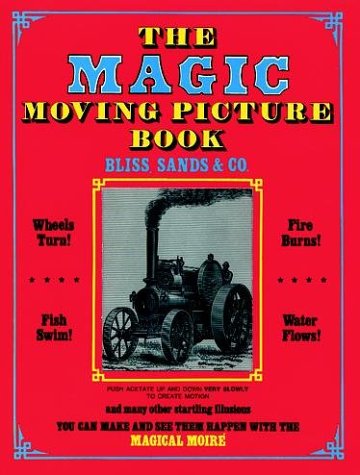 THE
MAGIC
MOVING PICTURE
BOOK
BLISS, SANDS & CO.
Wheels
Turn!
Fire
Burns!
* * * *
* * * *
Fish
Swim!
Water
Flows!
PUSH ACETATE UP AND DOWN VERY SLOWLY
TO CREATE MOTION
and many other startling illusions
YOU CAN MAKE AND SEE THEM HAPPEN WITH THE
MAGICAL MOIRÉ